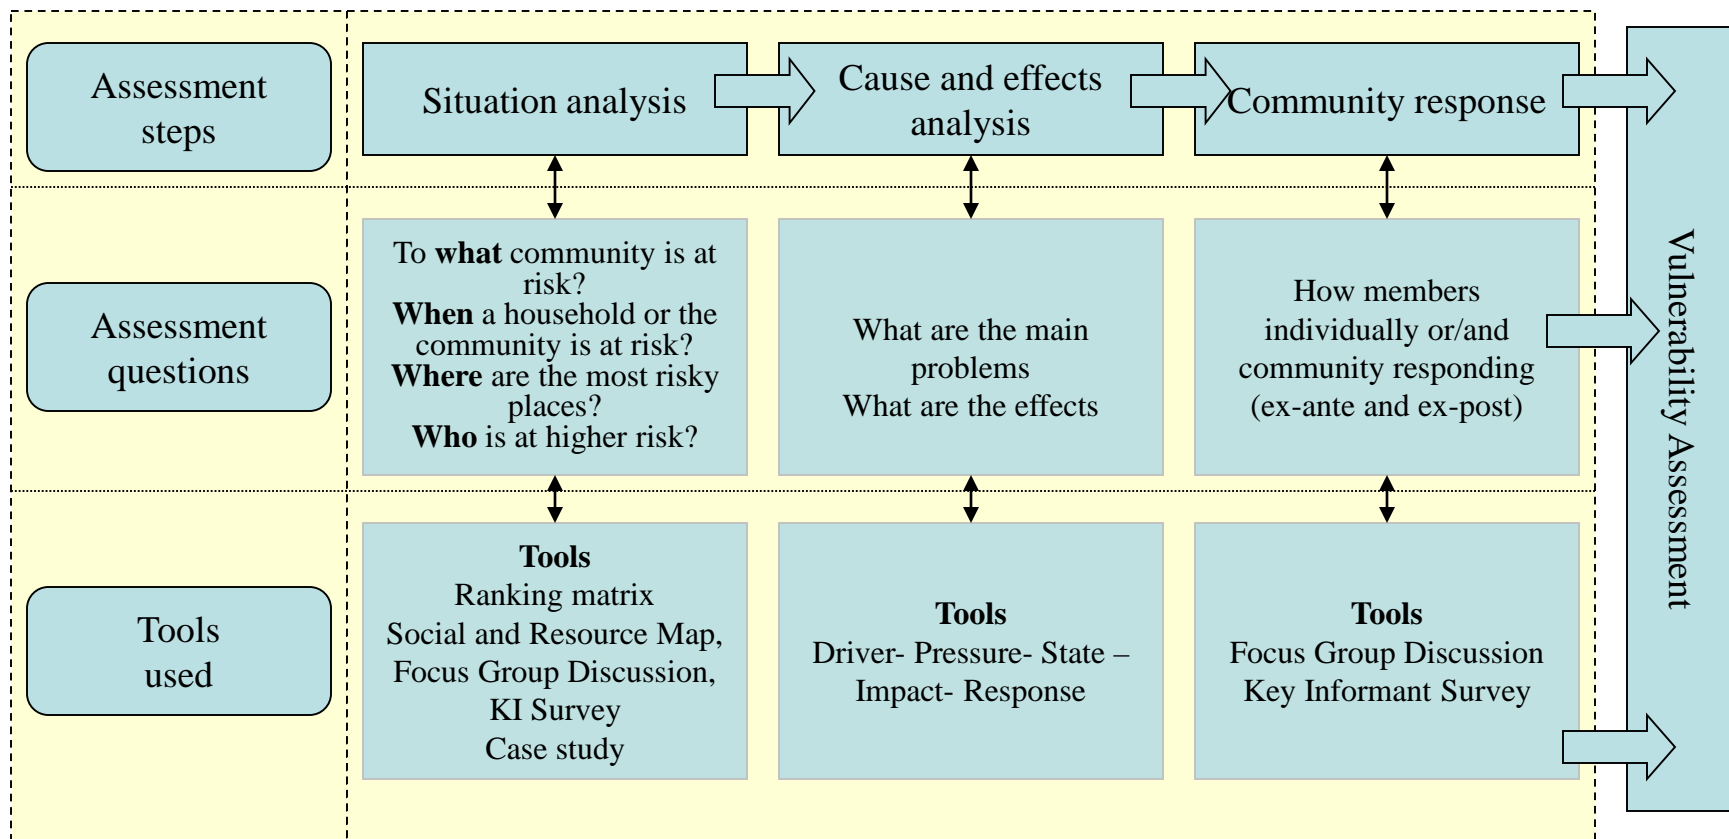 Assessment
steps
Situation analysis
Cause and effects
analysis
Community response
Assessment
questions
To what community is at
risk?
When a household or the
community is at risk?
Where are the most risky
places?
Who is at higher risk?
What are the main
problems
What are the effects
How members
individually or/and
community responding
(ex-ante and ex-post)
Tools
used
Tools
Ranking matrix
Social and Resource Map,
Focus Group Discussion,
KI Survey
Case study
Tools
Driver- Pressure- State –
Impact- Response
Tools
Focus Group Discussion
Key Informant Survey
Vulnerability Assessment